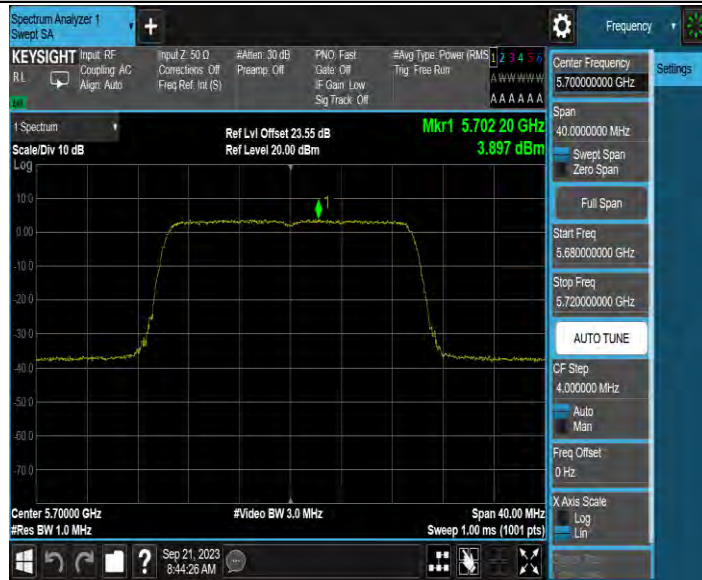 Spectrum Analyzer 1
Swept SA
+
Frequency
KEYSIGHT
RL
Input: RF
Coupling: AC
Align: Auto
Input Z: 50 Ω
Corrections: Off
Freq Ref: Int (S)
#Atten: 30 dB
Preamp: Off
PNO: Fast
Gate: Off
IF Gain: Low
Sig Track: Off
#Avg Type: Power (RMS
Trig: Free Run
1 2 3 4 5 6
A W W W W W
A A A A A A
1 Spectrum
Scale/Div 10 dB
Log
Ref Lvl Offset 23.55 dB
Ref Level 20.00 dBm
Mkr1 5.702 20 GHz
3.897 dBm
1
10.0
0.00
-10.0
-20.0
-30.0
-40.0
-50.0
-60.0
-70.0
Center 5.70000 GHz
#Res BW 1.0 MHz
#Video BW 3.0 MHz
Span 40.00 MHz
Sweep 1.00 ms (1001 pts)
Sep 21, 2023
8:44:26 AM
?
Center Frequency
5.700000000 GHz
Settings
Span
40.0000000 MHz
Swept Span
Zero Span
Full Span
Start Freq
5.680000000 GHz
Stop Freq
5.720000000 GHz
AUTO TUNE
CF Step
4.000000 MHz
Auto
Man
Freq Offset
0 Hz
X Axis Scale
Log
Lin